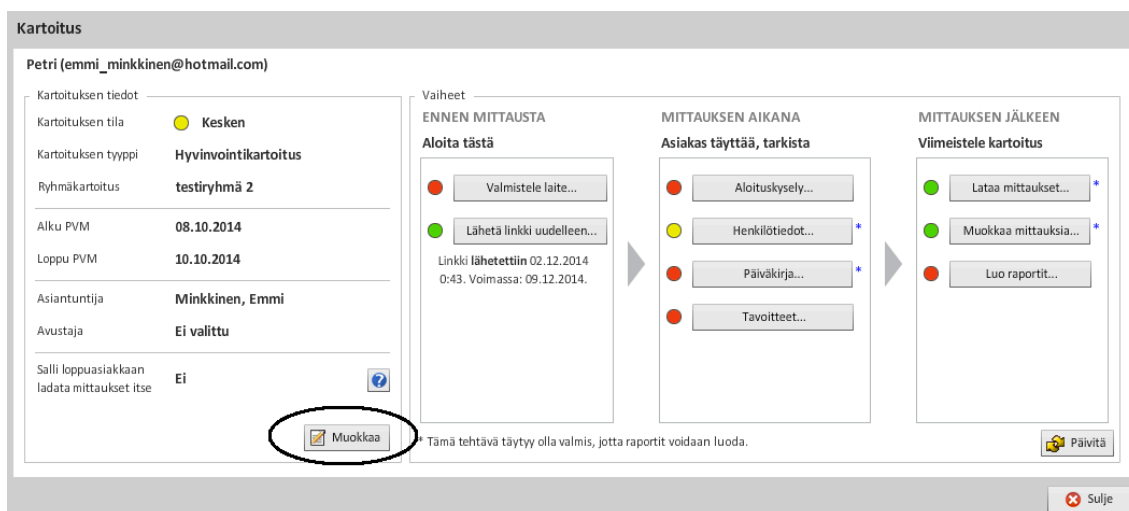 Kartoitus
Petri (emmi_minkkinen@hotmail.com)
Kartoituksen tiedot
Kartoituksen tila Kesken
Kartoituksen tyyppi Hyvinvointikartoitus
Ryhmäkartoitus testiryhmä 2
Alku PVM 08.10.2014
Loppu PVM 10.10.2014
Asiantuntija Minkkinen, Emmi
Avustaja Ei valittu
Salli loppuasiakkaan
ladata mittaukset itse
Ei
Muokkaa
Vaiheet
ENNEN MITTAUSTA
Aloita tästä
Valmistele laite...
Lähetä linkki uudelleen...
Linkki lähetettiin 02.12.2014
0:43. Voimassa: 09.12.2014.
MITTAUKSEN AIKANA
Asiakas täyttää, tarkista
Aloituskysely...
Henkilötiedot... *
Päiväkirja... *
Tavoitteet...
MITTAUKSEN JÄLKEEN
Viimeistele kartoitus
Lataa mittaukset... *
Muokkaa mittauksia... *
Luo raportit...
* Tämä tehtävä täytyy olla valmis, jotta raportit voidaan luoda.
Päivitä
Sulje